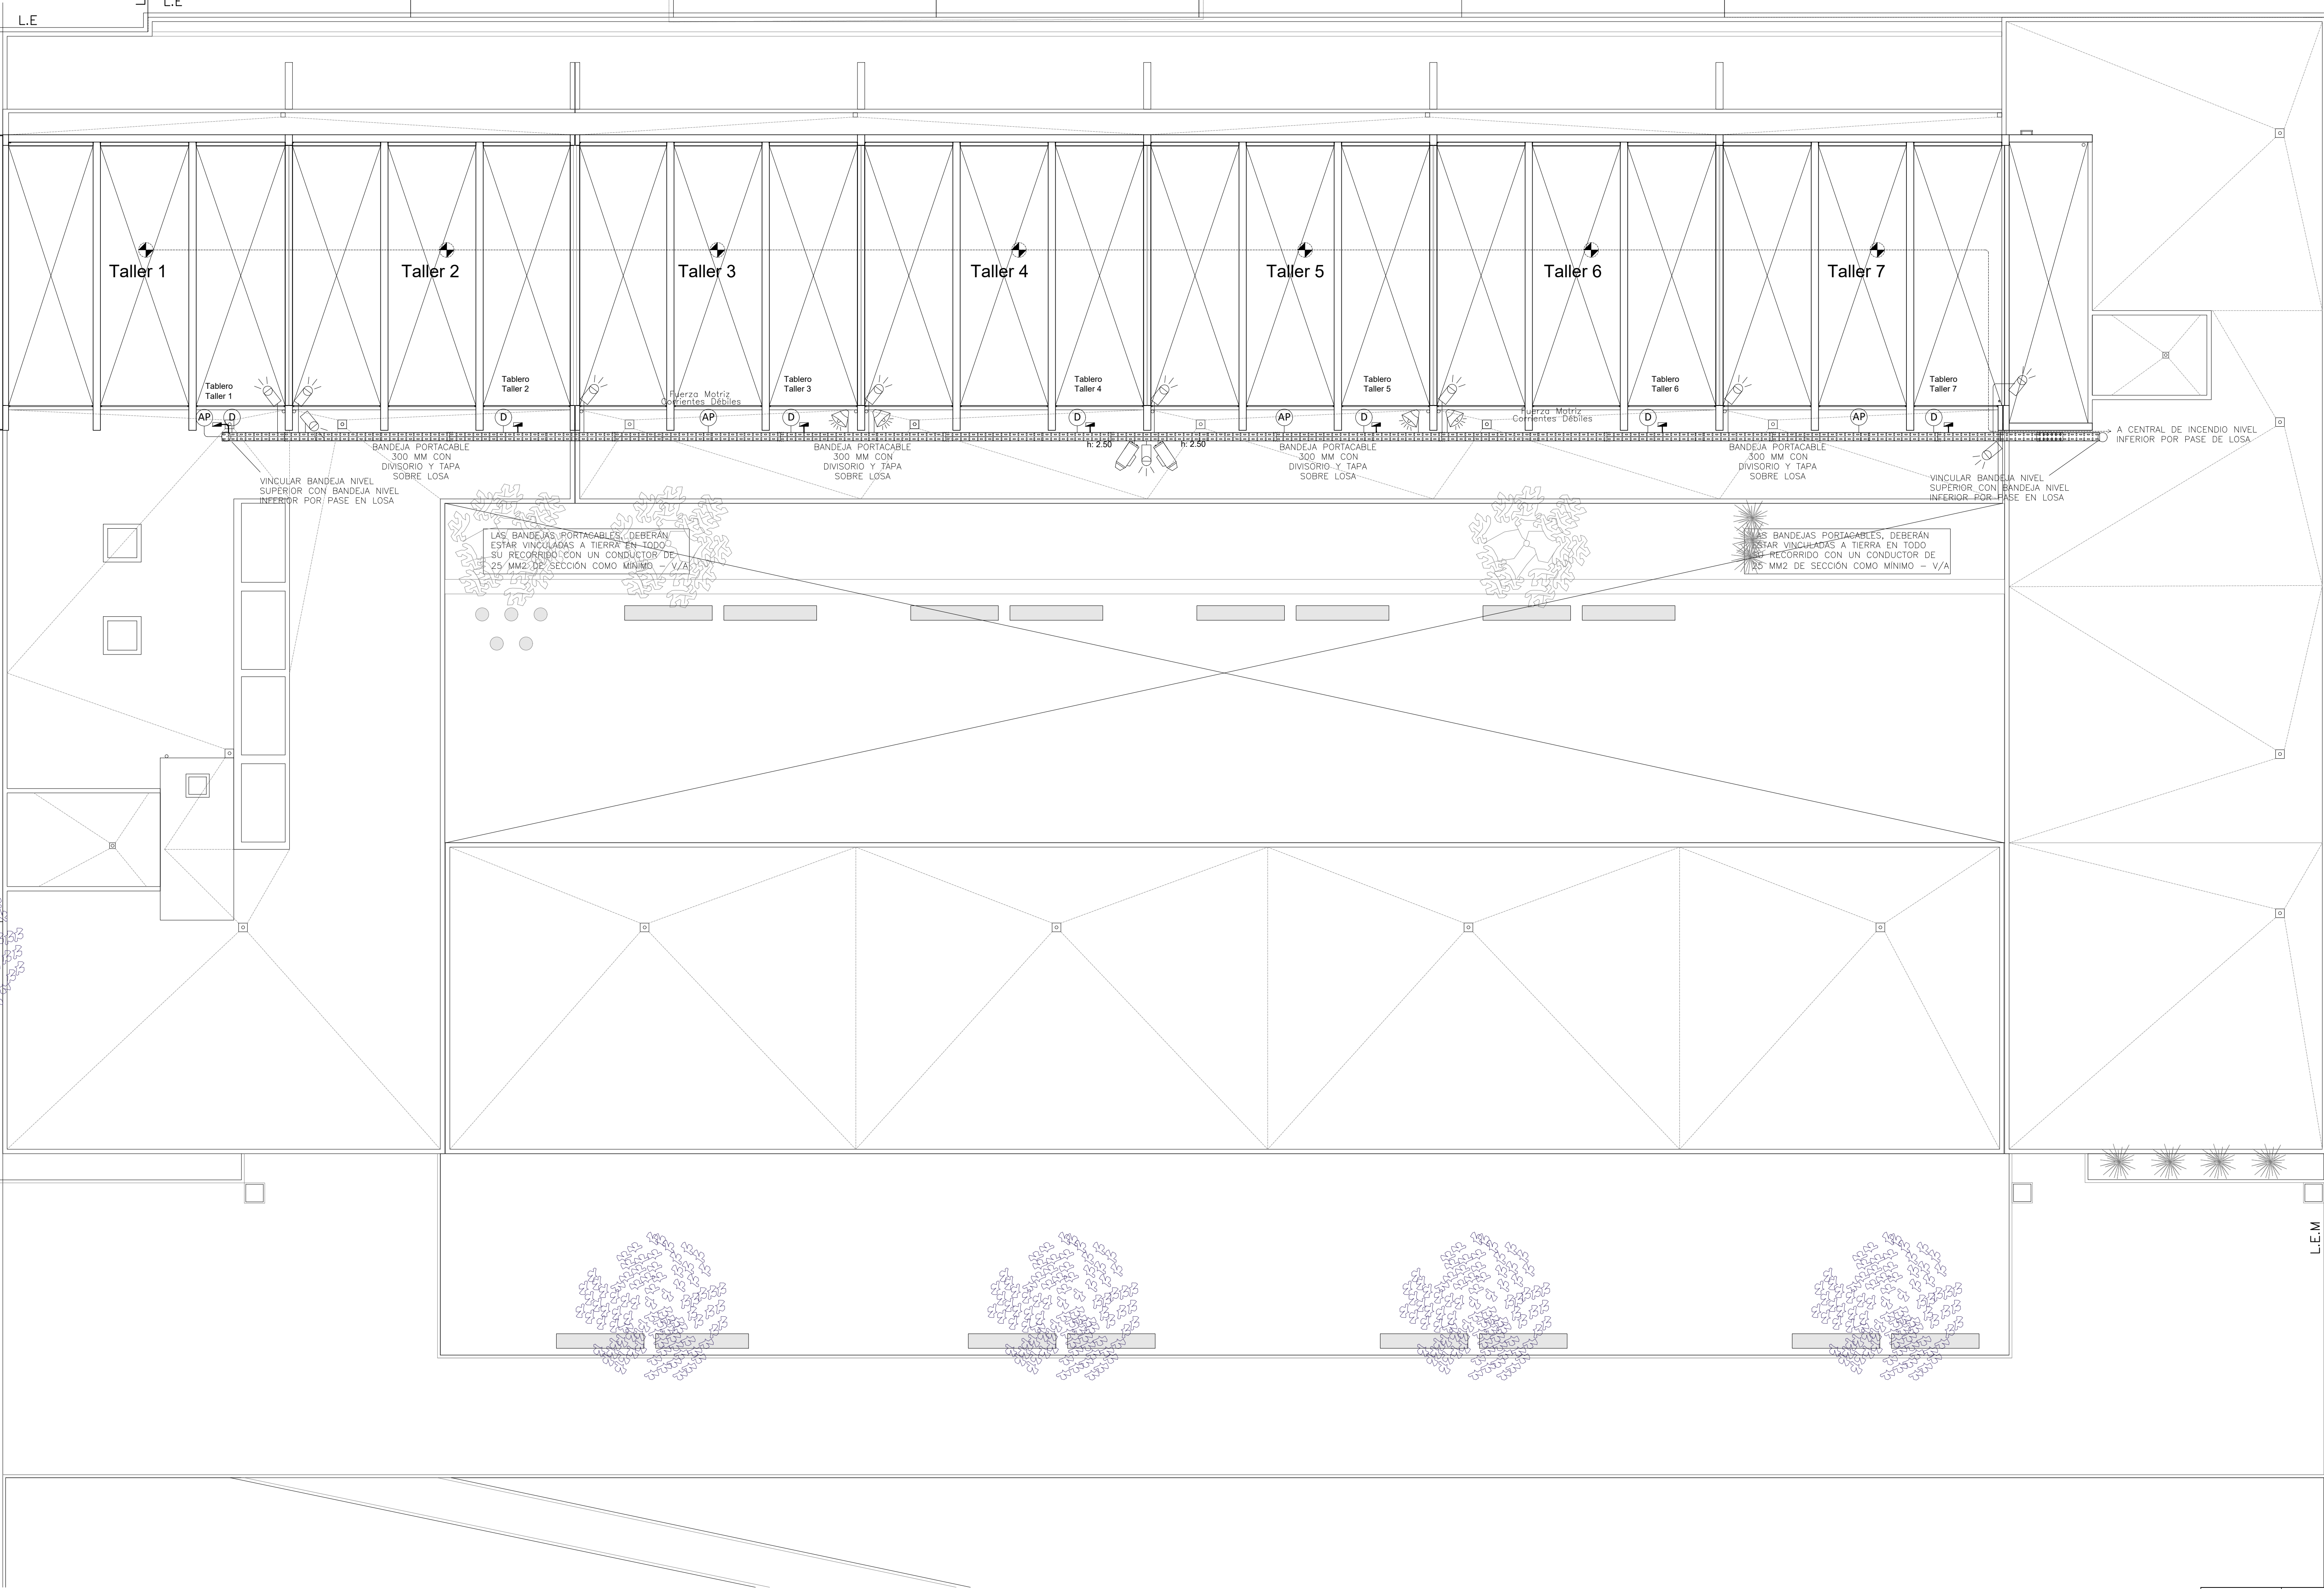 L.E
L.E
Taller 1
Taller 2
Taller 3
Taller 4
Taller 5
Taller 6
Taller 7
Tablero
Taller 1
Tablero
Taller 2
Tablero
Taller 3
Tablero
Taller 4
Tablero
Taller 5
Tablero
Taller 6
Tablero
Taller 7
Fuerza Motriz
Corrientes Débiles
Fuerza Motriz
Corrientes Débiles
AP
D
D
AP
D
D
AP
D
D
AP
D
h: 2.50
h: 2.50
A CENTRAL DE INCENDIO NIVEL
INFERIOR POR PASE DE LOSA
BANDEJA PORTACABLE
300 MM CON
DIVISORIO Y TAPA
SOBRE LOSA
BANDEJA PORTACABLE
300 MM CON
DIVISORIO Y TAPA
SOBRE LOSA
BANDEJA PORTACABLE
300 MM CON
DIVISORIO Y TAPA
SOBRE LOSA
BANDEJA PORTACABLE
300 MM CON
DIVISORIO Y TAPA
SOBRE LOSA
VINCULAR BANDEJA NIVEL
SUPERIOR CON BANDEJA NIVEL
INFERIOR POR PASE EN LOSA
VINCULAR BANDEJA NIVEL
SUPERIOR CON BANDEJA NIVEL
INFERIOR POR PASE EN LOSA
LAS BANDEJAS PORTACABLES, DEBERÁN
ESTAR VINCULADAS A TIERRA EN TODO
SU RECORRIDO CON UN CONDUCTOR DE
25 MM2 DE SECCIÓN COMO MÍNIMO – V/A
LAS BANDEJAS PORTACABLES, DEBERÁN
ESTAR VINCULADAS A TIERRA EN TODO
SU RECORRIDO CON UN CONDUCTOR DE
25 MM2 DE SECCIÓN COMO MÍNIMO – V/A
L.E.M